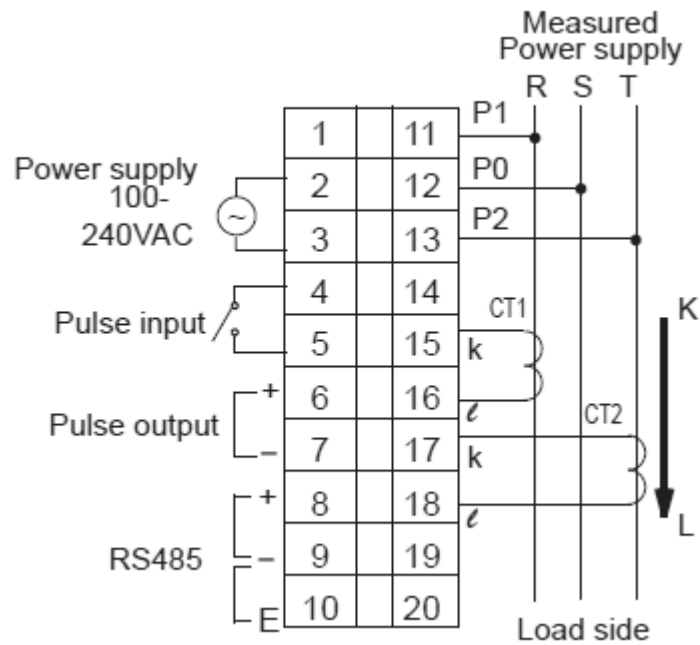 Measured
Power supply
R S T
1 11 P1
Power supply
100-
240VAC
~
2 12 P0
3 13 P2
Pulse input
4 14
CT1
K
5 15 k
Pulse output
+ 6 16 ℓ
CT2
− 7 17 k
RS485
+ 8 18 ℓ
L
− 9 19
E 10 20
Load side